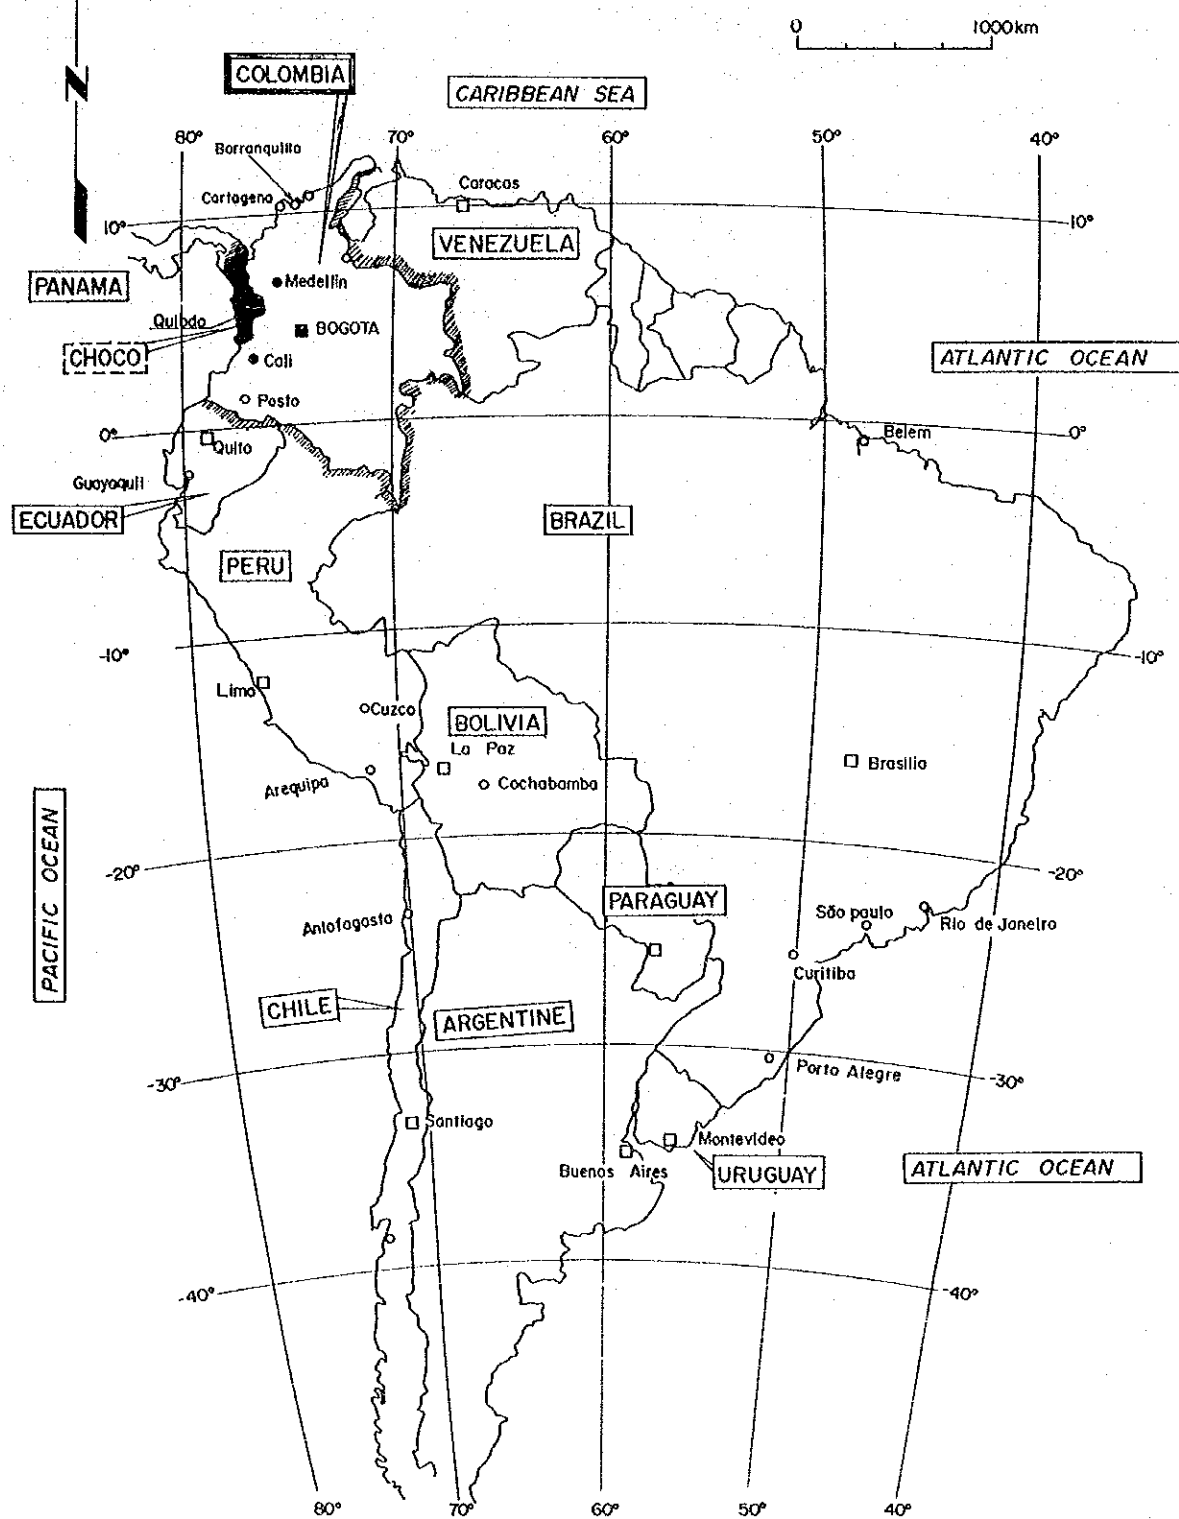 0 1000km
N
COLOMBIA
CARIBBEAN SEA
80° 70° 60° 50° 40°
Barranquilla
Cartagena
Caracas
10° 10°
VENEZUELA
PANAMA
Medellin
Quibdo
BOGOTA
CHOCO
Cali
ATLANTIC OCEAN
Pasto
0° 0°
Quito
Belem
Guayaquil
ECUADOR
BRAZIL
PERU
-10° -10°
Lima
Cuzco
BOLIVIA
La Paz
Brasilia
Arequipa
Cochabamba
PACIFIC OCEAN
-20° -20°
PARAGUAY
Antofagasta
São paulo
Rio de Janeiro
Curitiba
CHILE
ARGENTINE
-30° -30°
Porto Alegre
Santiago
Montevideo
Buenos Aires
URUGUAY
ATLANTIC OCEAN
-40° -40°
80° 70° 60° 50° 40°